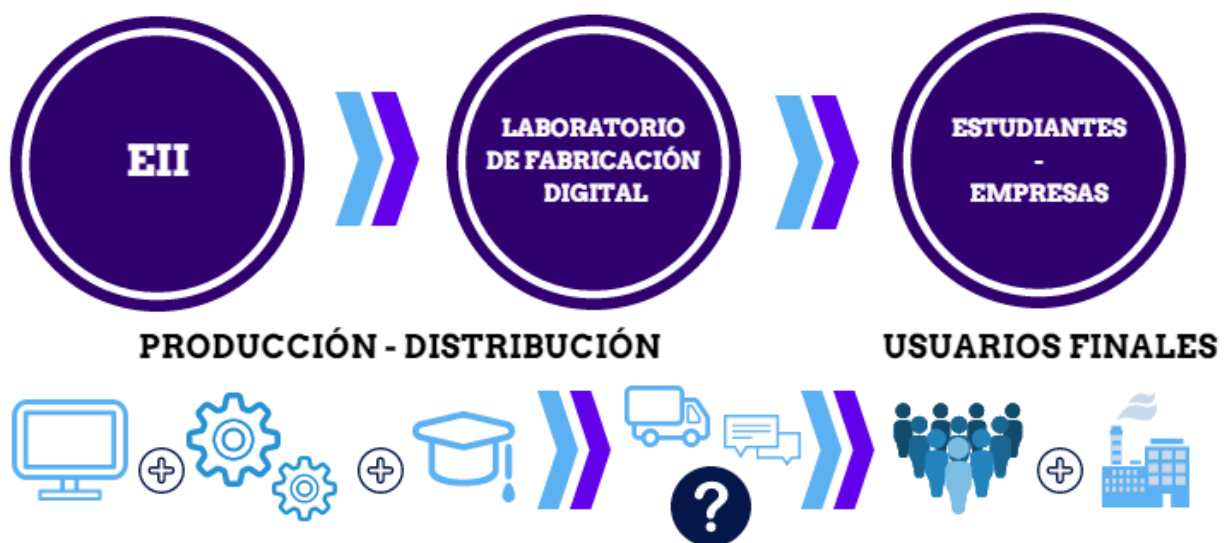 EII
LABORATORIO
DE FABRICACIÓN
DIGITAL
ESTUDIANTES
-
EMPRESAS
PRODUCCIÓN - DISTRIBUCIÓN
USUARIOS FINALES
?